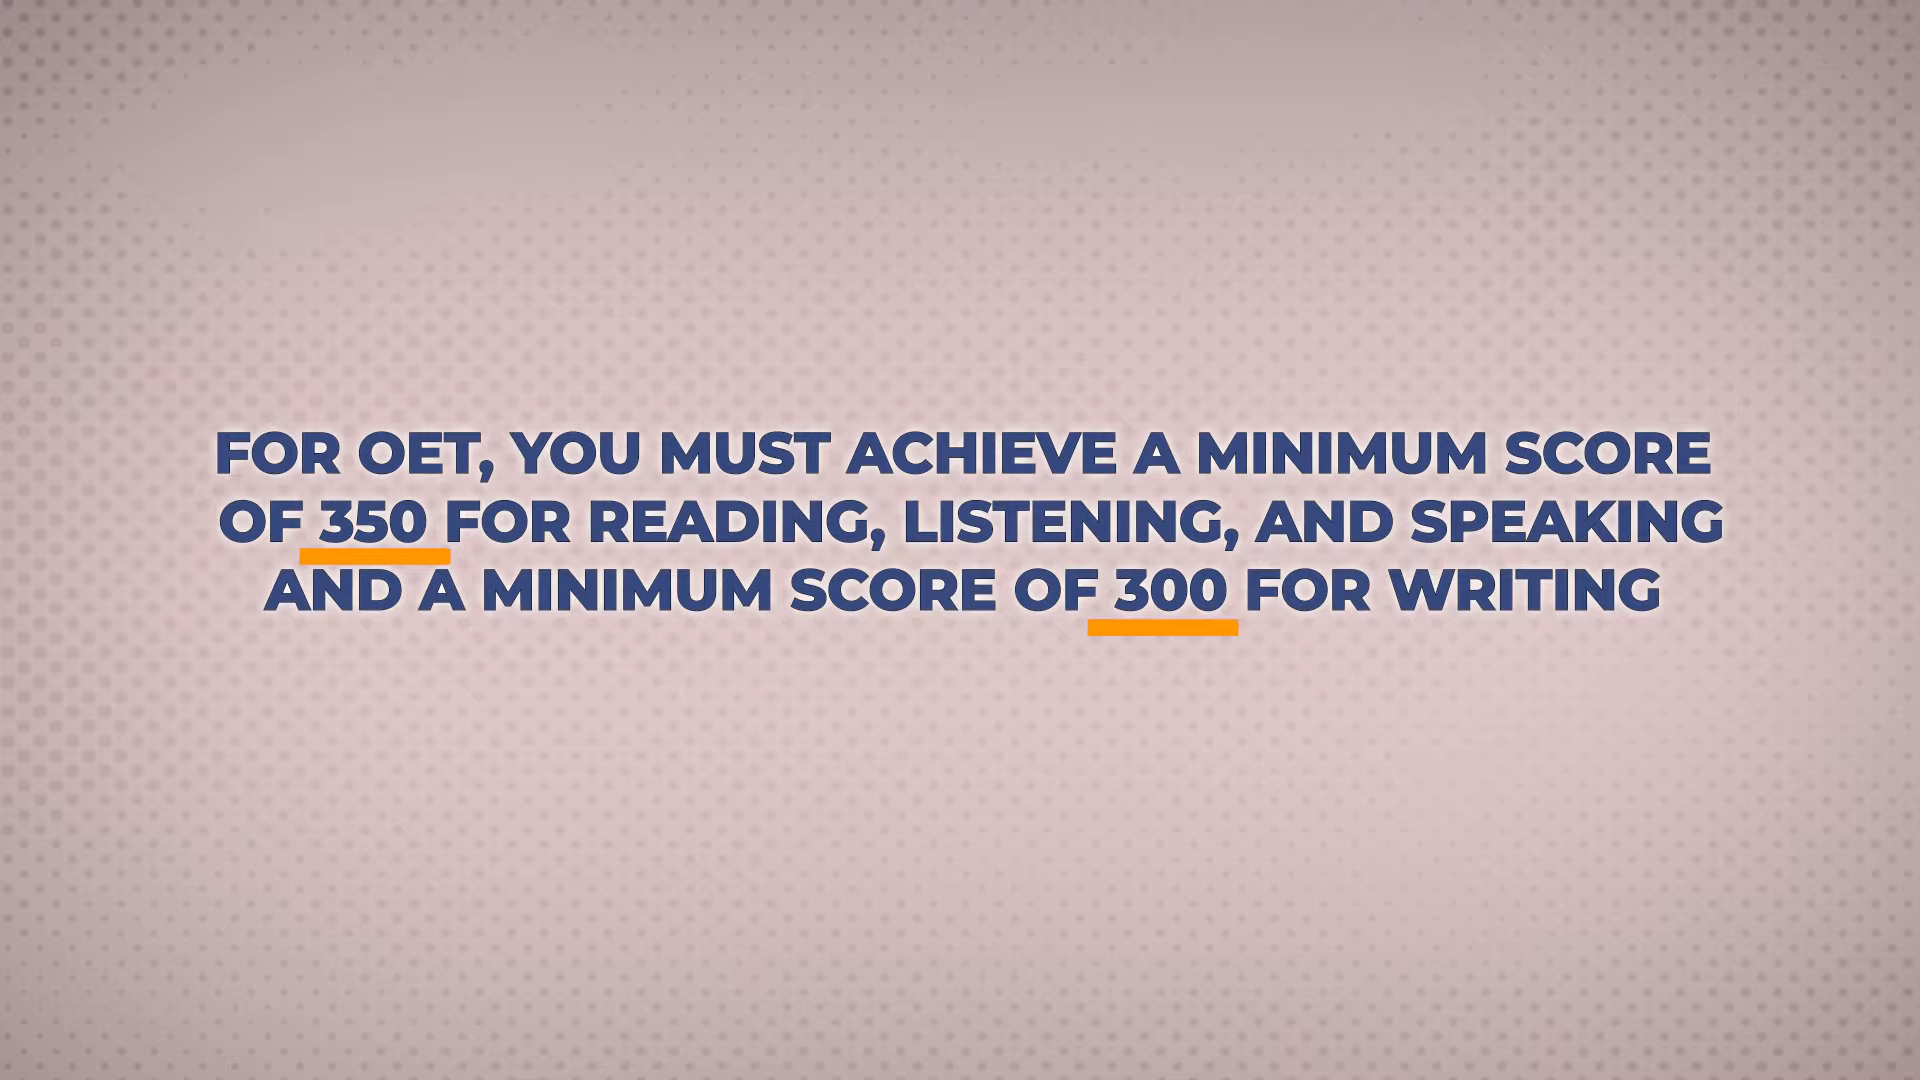 FOR OET, YOU MUST ACHIEVE A MINIMUM SCORE
OF 350 FOR READING, LISTENING, AND SPEAKING
AND A MINIMUM SCORE OF 300 FOR WRITING